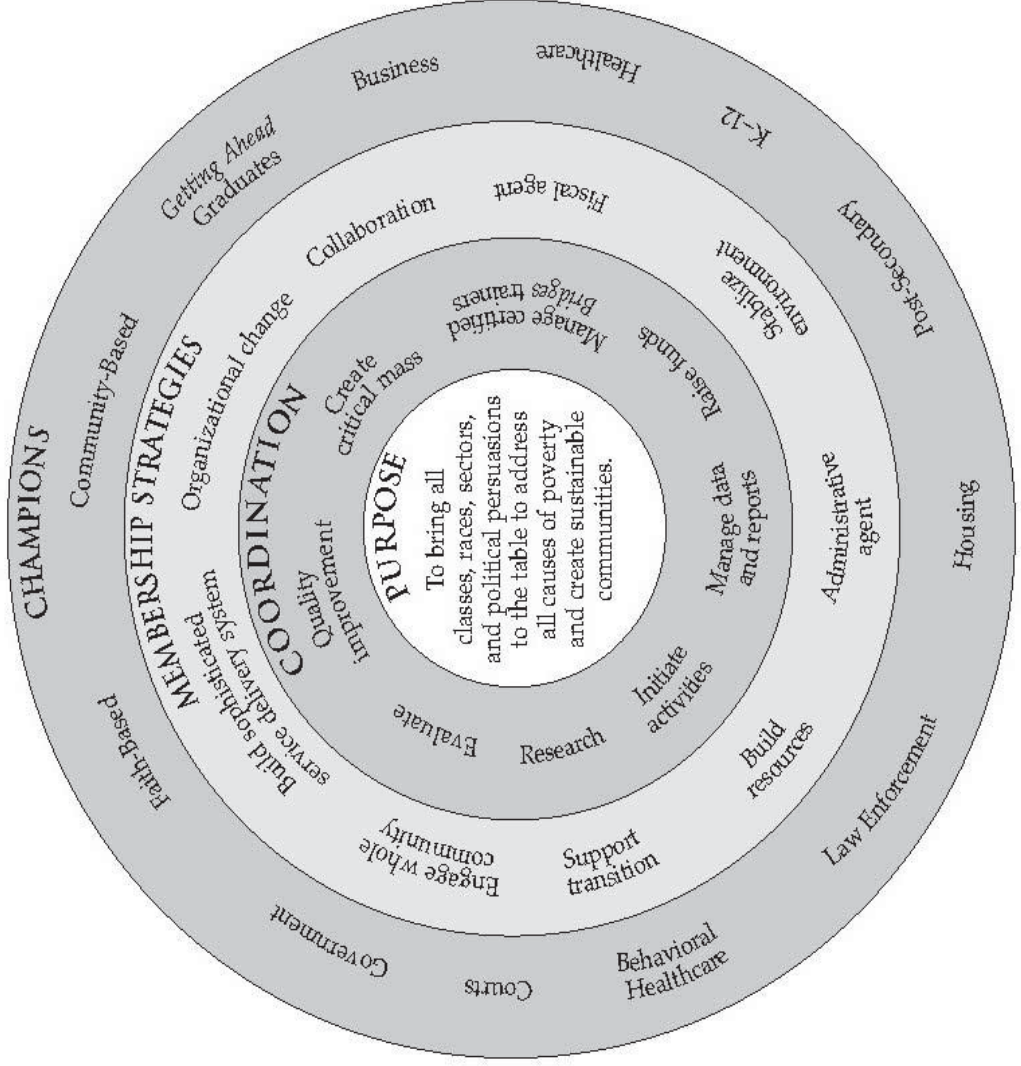 CHAMPIONS
Community-Based
Getting Ahead
Graduates
Business
Healthcare
K–12
Post-Secondary
Housing
Law Enforcement
Behavioral
Healthcare
Courts
Government
Faith-Based
MEMBERSHIP STRATEGIES
Organizational change
Collaboration
Fiscal agent
Stabilize
environment
Administrative
agent
Build
resources
Support
transition
Engage whole
community
Build sophisticated
service delivery system
COORDINATION
Create
critical mass
Manage certified
Bridges trainers
Raise funds
Manage data
and reports
Initiate
activities
Research
Evaluate
Quality
improvement
PURPOSE
To bring all
classes, races, sectors,
and political persuasions
to the table to address
all causes of poverty
and create sustainable
communities.